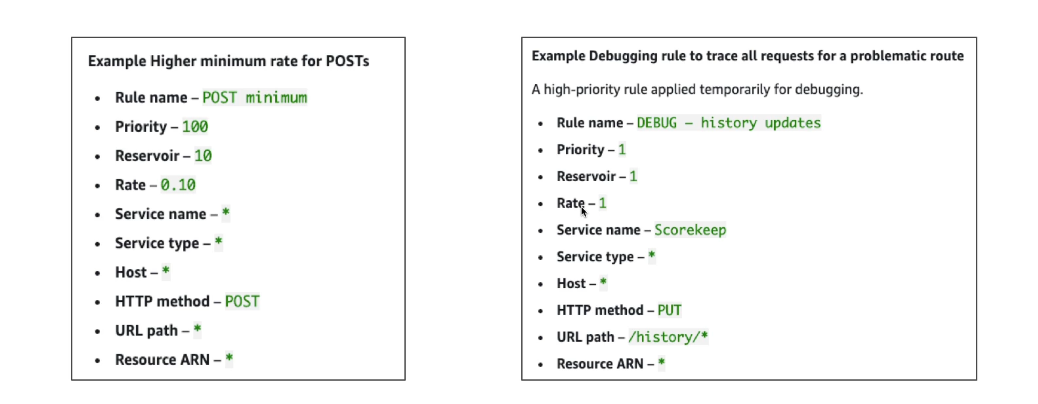 Example Higher minimum rate for POSTs
• Rule name – POST minimum
• Priority – 100
• Reservoir – 10
• Rate – 0.10
• Service name – *
• Service type – *
• Host – *
• HTTP method – POST
• URL path – *
• Resource ARN – *
Example Debugging rule to trace all requests for a problematic route
A high-priority rule applied temporarily for debugging.
• Rule name – DEBUG – history updates
• Priority – 1
• Reservoir – 1
• Rate – 1
• Service name – Scorekeep
• Service type – *
• Host – *
• HTTP method – PUT
• URL path – /history/*
• Resource ARN – *